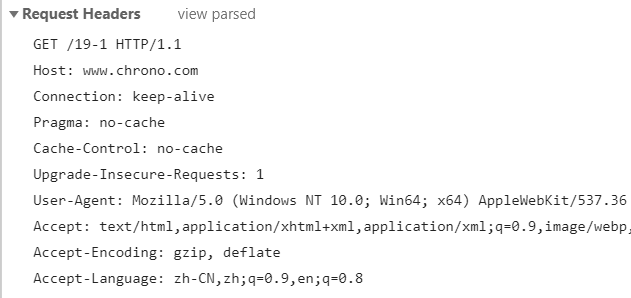 Request Headers view parsed
GET /19-1 HTTP/1.1
Host: www.chrono.com
Connection: keep-alive
Pragma: no-cache
Cache-Control: no-cache
Upgrade-Insecure-Requests: 1
User-Agent: Mozilla/5.0 (Windows NT 10.0; Win64; x64) AppleWebKit/537.36
Accept: text/html,application/xhtml+xml,application/xml;q=0.9,image/webp,
Accept-Encoding: gzip, deflate
Accept-Language: zh-CN,zh;q=0.9,en;q=0.8